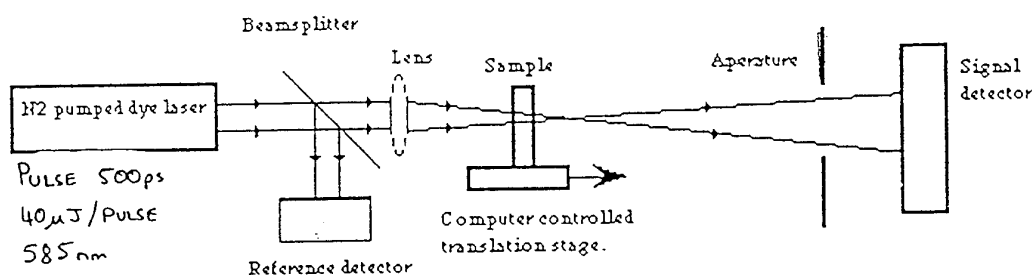 Beamsplitter
Lens
Sample
Aperature
Signal
detector
N2 pumped dye laser
PULSE 500ps
40µJ/PULSE
585nm
Reference detector
Computer controlled
translation stage.